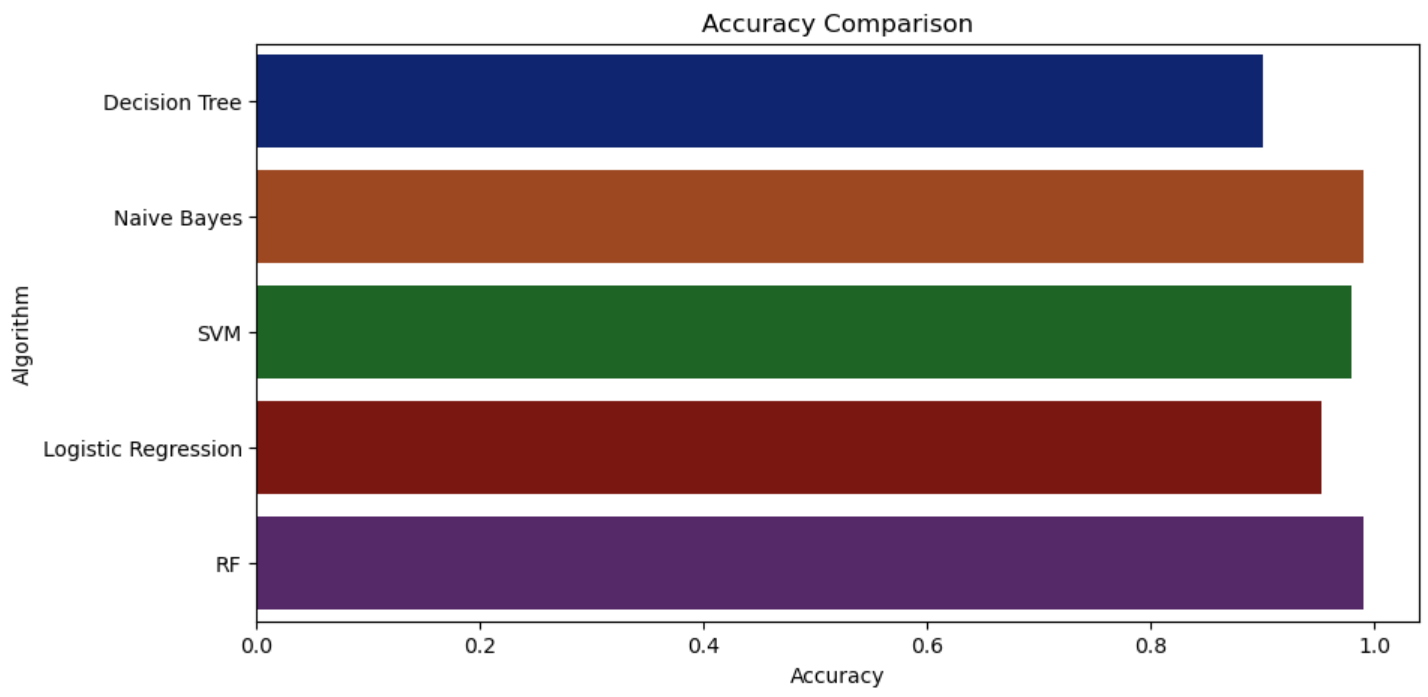 Accuracy Comparison
Decision Tree
Naive Bayes
SVM
Logistic Regression
RF
Algorithm
0.0 0.2 0.4 0.6 0.8 1.0
Accuracy